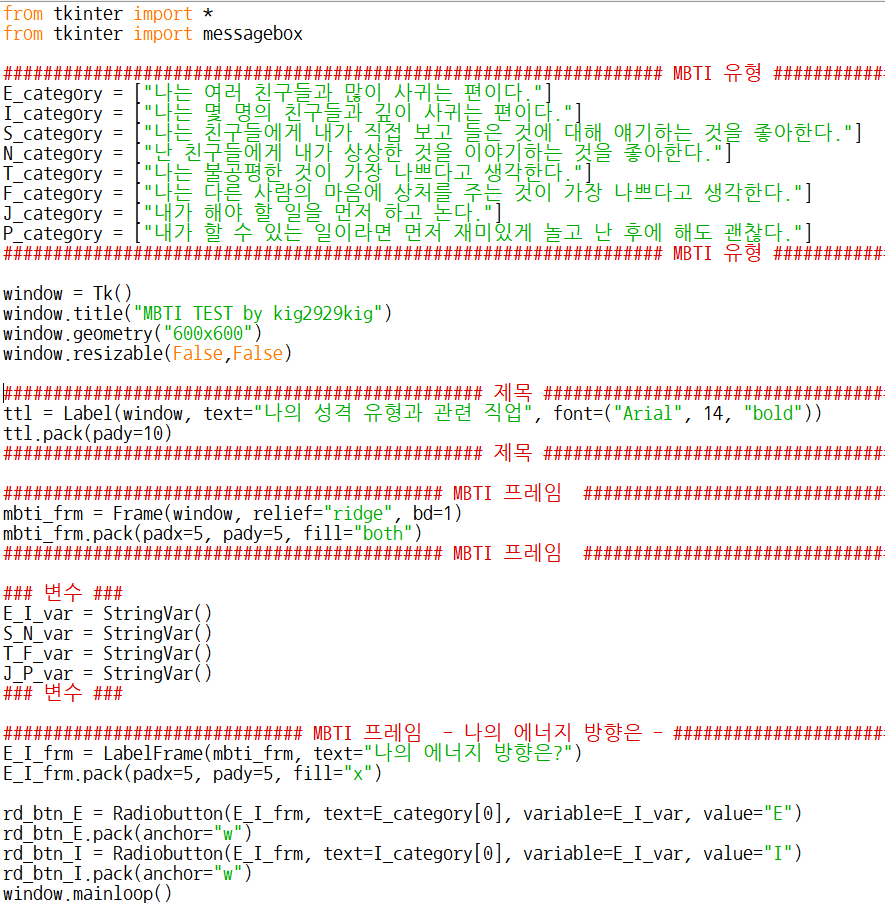 from tkinter import *
from tkinter import messagebox
################################################################## MBTI 유형 ###########
E_category = ["나는 여러 친구들과 많이 사귀는 편이다."]
I_category = ["나는 몇 명의 친구들과 깊이 사귀는 편이다."]
S_category = ["나는 친구들에게 내가 직접 보고 들은 것에 대해 얘기하는 것을 좋아한다."]
N_category = ["난 친구들에게 내가 상상한 것을 이야기하는 것을 좋아한다."]
T_category = ["나는 불공평한 것이 가장 나쁘다고 생각한다."]
F_category = ["나는 다른 사람의 마음에 상처를 주는 것이 가장 나쁘다고 생각한다."]
J_category = ["내가 해야 할 일을 먼저 하고 논다."]
P_category = ["내가 할 수 있는 일이라면 먼저 재미있게 놀고 난 후에 해도 괜찮다."]
################################################################## MBTI 유형 ###########
window = Tk()
window.title("MBTI TEST by kig2929kig")
window.geometry("600x600")
window.resizable(False,False)
################################################ 제목 ##################################
ttl = Label(window, text="나의 성격 유형과 관련 직업", font=("Arial", 14, "bold"))
ttl.pack(pady=10)
################################################ 제목 ##################################
############################################ MBTI 프레임  ##############################
mbti_frm = Frame(window, relief="ridge", bd=1)
mbti_frm.pack(padx=5, pady=5, fill="both")
############################################ MBTI 프레임  ##############################
### 변수 ###
E_I_var = StringVar()
S_N_var = StringVar()
T_F_var = StringVar()
J_P_var = StringVar()
### 변수 ###
############################## MBTI 프레임  - 나의 에너지 방향은 - #####################
E_I_frm = LabelFrame(mbti_frm, text="나의 에너지 방향은?")
E_I_frm.pack(padx=5, pady=5, fill="x")
rd_btn_E = Radiobutton(E_I_frm, text=E_category[0], variable=E_I_var, value="E")
rd_btn_E.pack(anchor="w")
rd_btn_I = Radiobutton(E_I_frm, text=I_category[0], variable=E_I_var, value="I")
rd_btn_I.pack(anchor="w")
window.mainloop()